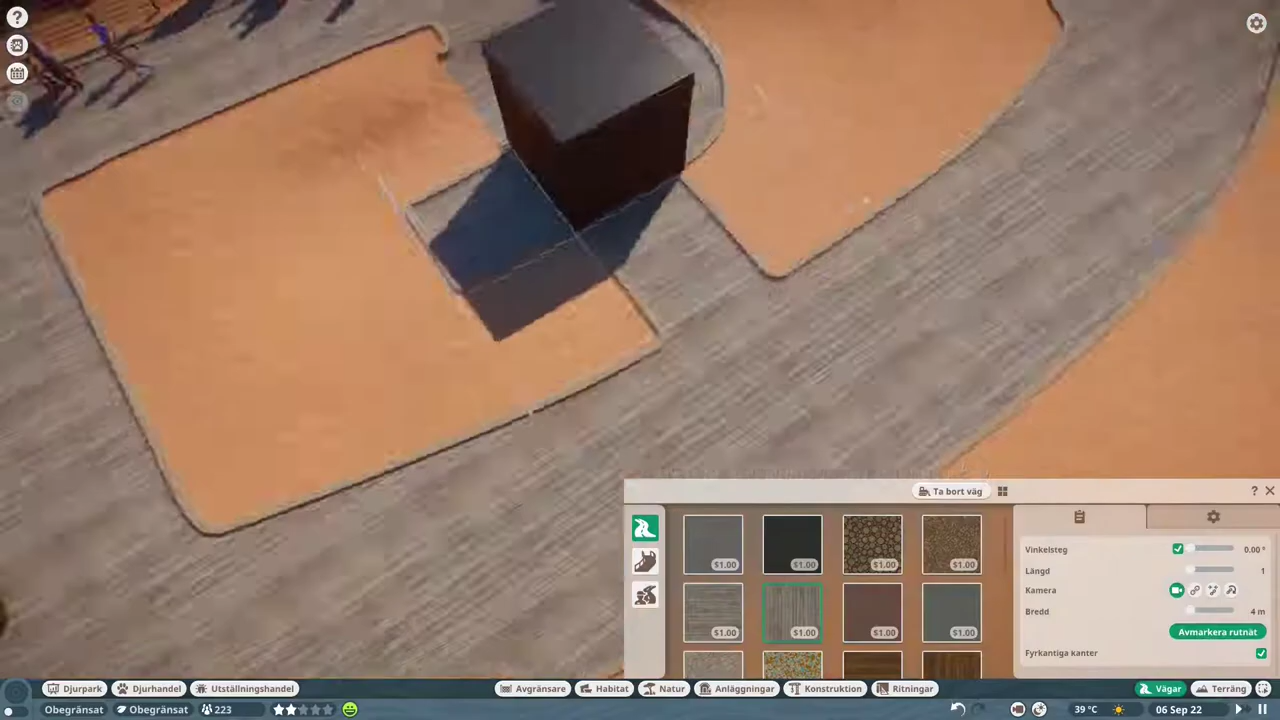 ?
Ta bort väg
?
$1.00 $1.00 $1.00 $1.00
$1.00 $1.00 $1.00 $1.00
Vinkelsteg 0.00 °
Längd 1
Kamera
Bredd 4 m
Avmarkera rutnät
Fyrkantiga kanter
Djurpark Djurhandel Utställningshandel Avgränsare Habitat Natur Anläggningar Konstruktion Ritningar Vägar Terräng
Obegränsat Obegränsat 223 39 °C 06 Sep 22